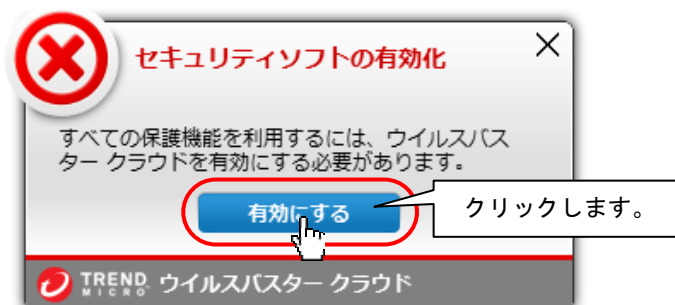 セキュリティソフトの有効化
すべての保護機能を利用するには、ウイルスバス
ター クラウドを有効にする必要があります。
有効にする
クリックします。
TREND MICRO ウイルスバスター クラウド